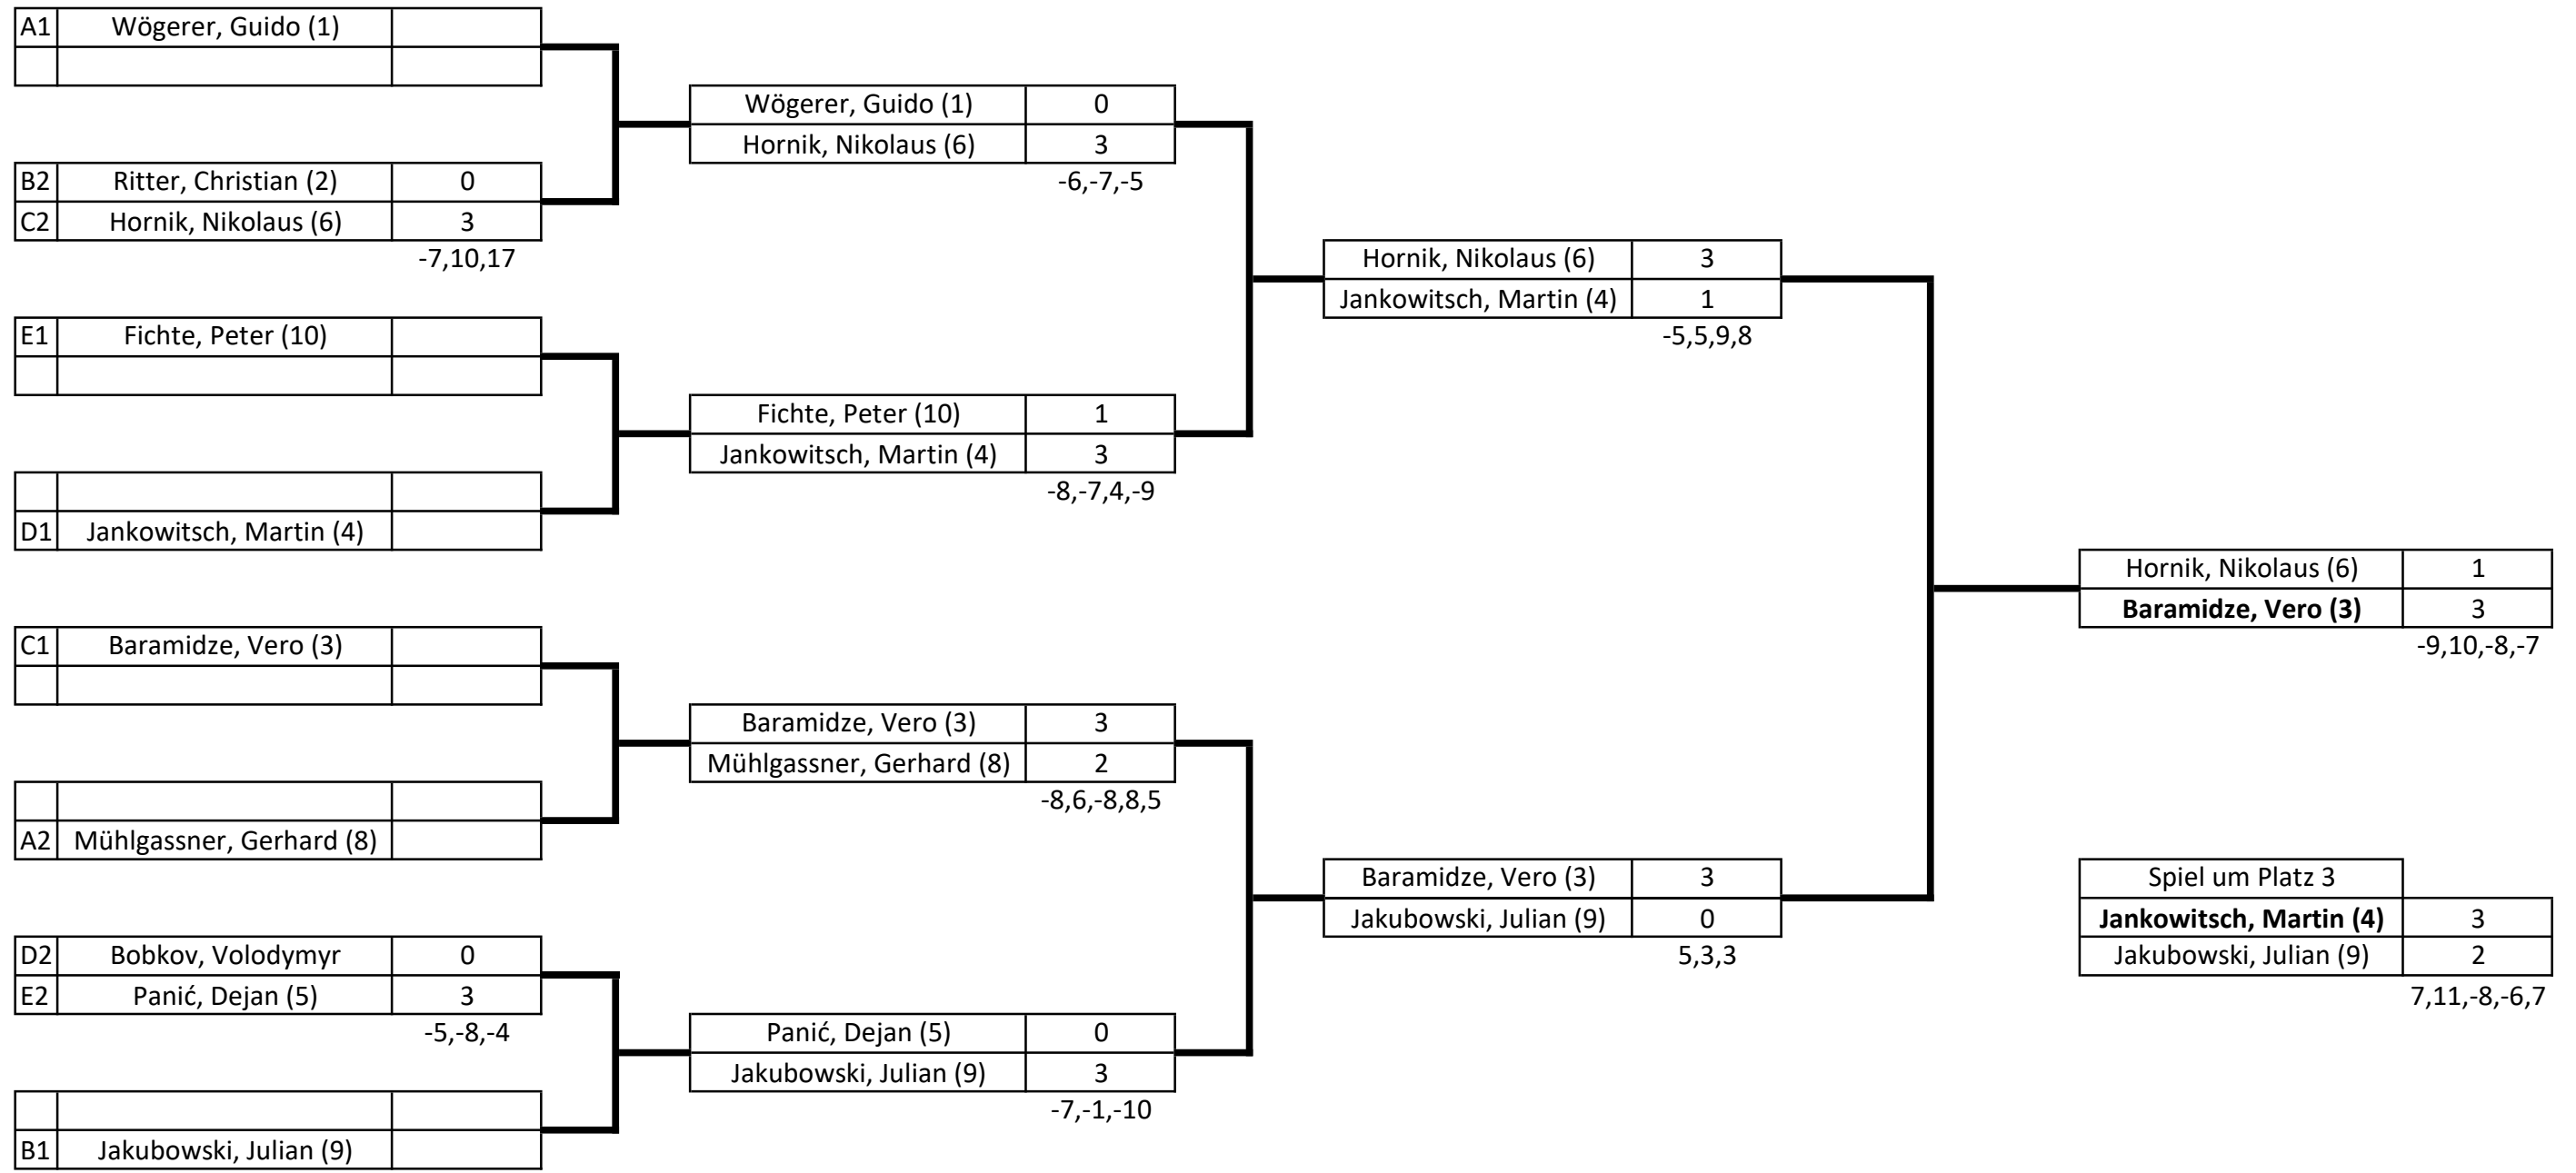 A1 Wögerer, Guido (1)
B2 Ritter, Christian (2) 0
C2 Hornik, Nikolaus (6) 3
-7,10,17
E1 Fichte, Peter (10)
D1 Jankowitsch, Martin (4)
C1 Baramidze, Vero (3)
A2 Mühlgassner, Gerhard (8)
D2 Bobkov, Volodymyr 0
E2 Panić, Dejan (5) 3
-5,-8,-4
B1 Jakubowski, Julian (9)
Wögerer, Guido (1) 0
Hornik, Nikolaus (6) 3
-6,-7,-5
Fichte, Peter (10) 1
Jankowitsch, Martin (4) 3
-8,-7,4,-9
Baramidze, Vero (3) 3
Mühlgassner, Gerhard (8) 2
-8,6,-8,8,5
Panić, Dejan (5) 0
Jakubowski, Julian (9) 3
-7,-1,-10
Hornik, Nikolaus (6) 3
Jankowitsch, Martin (4) 1
-5,5,9,8
Baramidze, Vero (3) 3
Jakubowski, Julian (9) 0
5,3,3
Hornik, Nikolaus (6) 1
Baramidze, Vero (3) 3
-9,10,-8,-7
Spiel um Platz 3
Jankowitsch, Martin (4) 3
Jakubowski, Julian (9) 2
7,11,-8,-6,7